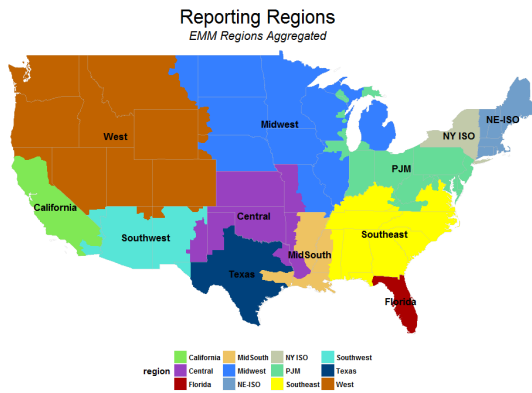 Reporting Regions
EMM Regions Aggregated
West
Midwest
NE-ISO
NY ISO
PJM
California
Central
Southwest
Southeast
MidSouth
Texas
Florida
region
California
Central
Florida
MidSouth
Midwest
NE-ISO
NY ISO
PJM
Southeast
Southwest
Texas
West